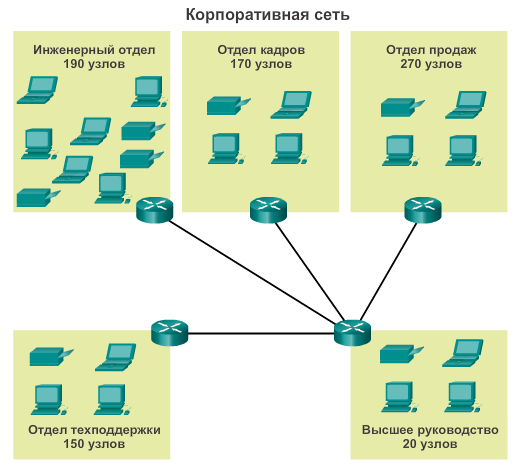 Корпоративная сеть
Инженерный отдел
190 узлов
Отдел кадров
170 узлов
Отдел продаж
270 узлов
Отдел техподдержки
150 узлов
Высшее руководство
20 узлов